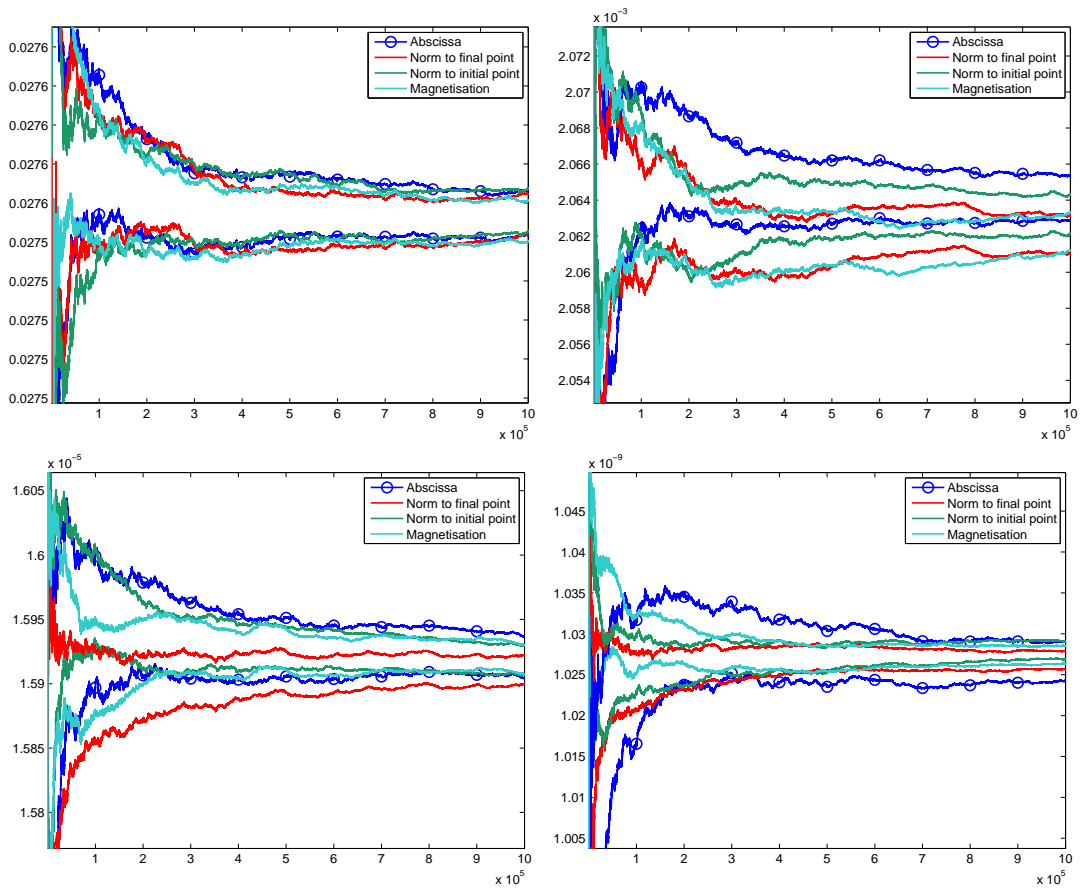 0.0276
0.0276
0.0276
0.0276
0.0276
0.0275
0.0275
0.0275
0.0275
0.0275
1 2 3 4 5 6 7 8 9 10
x 10^5
Abscissa
Norm to final point
Norm to initial point
Magnetisation
x 10^-3
2.072
2.07
2.068
2.066
2.064
2.062
2.06
2.058
2.056
2.054
1 2 3 4 5 6 7 8 9 10
x 10^5
Abscissa
Norm to final point
Norm to initial point
Magnetisation
x 10^-5
1.605
1.6
1.595
1.59
1.585
1.58
1 2 3 4 5 6 7 8 9 10
x 10^5
Abscissa
Norm to final point
Norm to initial point
Magnetisation
x 10^-9
1.045
1.04
1.035
1.03
1.025
1.02
1.015
1.01
1.005
1 2 3 4 5 6 7 8 9 10
x 10^5
Abscissa
Norm to final point
Norm to initial point
Magnetisation